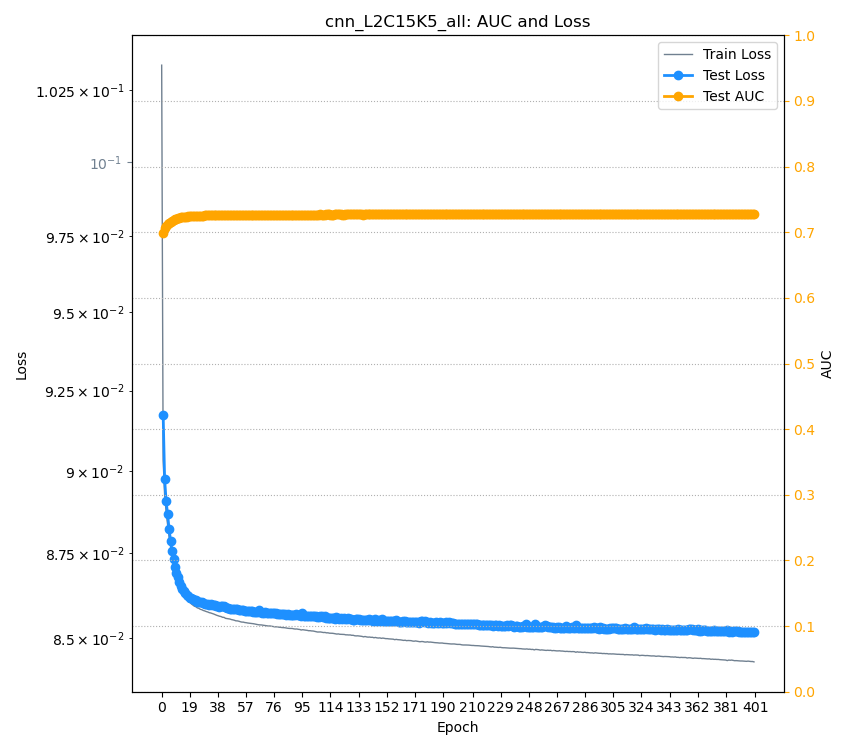 cnn_L2C15K5_all: AUC and Loss
Train Loss
Test Loss
Test AUC
Loss
1.025 × 10⁻¹
10⁻¹
9.75 × 10⁻²
9.5 × 10⁻²
9.25 × 10⁻²
9 × 10⁻²
8.75 × 10⁻²
8.5 × 10⁻²
1.0
0.9
0.8
0.7
0.6
0.5
0.4
0.3
0.2
0.1
0.0
AUC
0 19 38 57 76 95 114 133 152 171 190 210 229 248 267 286 305 324 343 362 381 401
Epoch